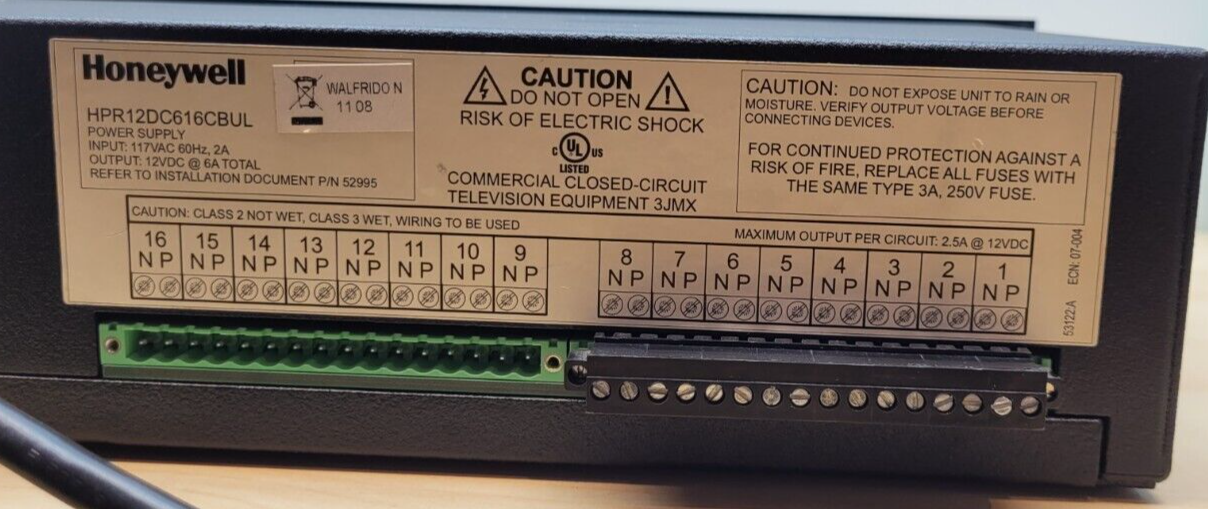 Honeywell
WALFRIDO N
11 08
HPR12DC616CBUL
POWER SUPPLY
INPUT: 117VAC 60Hz, 2A
OUTPUT: 12VDC @ 6A TOTAL
REFER TO INSTALLATION DOCUMENT P/N 52995
CAUTION
DO NOT OPEN
RISK OF ELECTRIC SHOCK
C UL US
LISTED
COMMERCIAL CLOSED-CIRCUIT
TELEVISION EQUIPMENT 3JMX
CAUTION: DO NOT EXPOSE UNIT TO RAIN OR
MOISTURE. VERIFY OUTPUT VOLTAGE BEFORE
CONNECTING DEVICES.
FOR CONTINUED PROTECTION AGAINST A
RISK OF FIRE, REPLACE ALL FUSES WITH
THE SAME TYPE 3A, 250V FUSE.
CAUTION: CLASS 2 NOT WET, CLASS 3 WET, WIRING TO BE USED
MAXIMUM OUTPUT PER CIRCUIT: 2.5A @ 12VDC
16 15 14 13 12 11 10 9 8 7 6 5 4 3 2 1
N P N P N P N P N P N P N P N P N P N P N P N P N P N P N P N P
53122:A ECN: 07-004